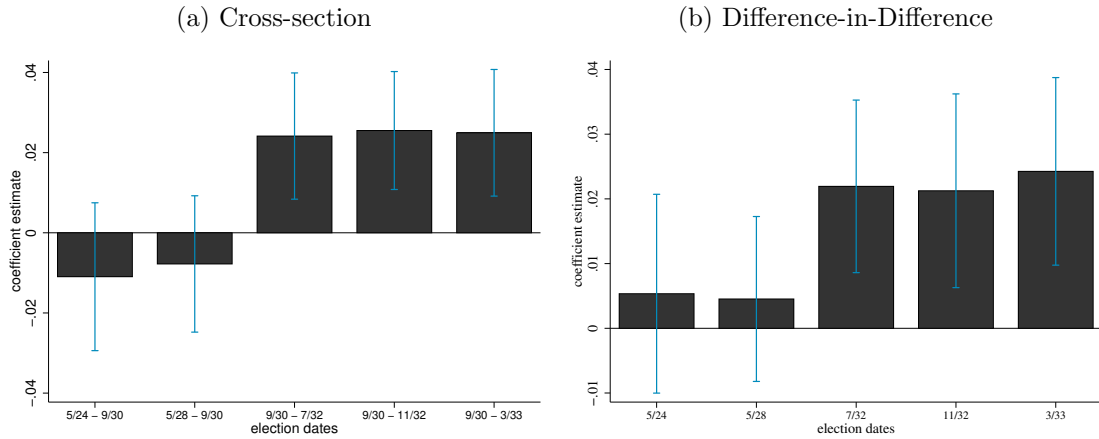 (a) Cross-section
coefficient estimate
.04
.02
0
-.02
-.04
5/24 – 9/30
5/28 – 9/30
9/30 – 7/32
9/30 – 11/32
9/30 – 3/33
election dates
(b) Difference-in-Difference
coefficient estimate
.04
.03
.02
.01
0
-.01
5/24
5/28
7/32
11/32
3/33
election dates